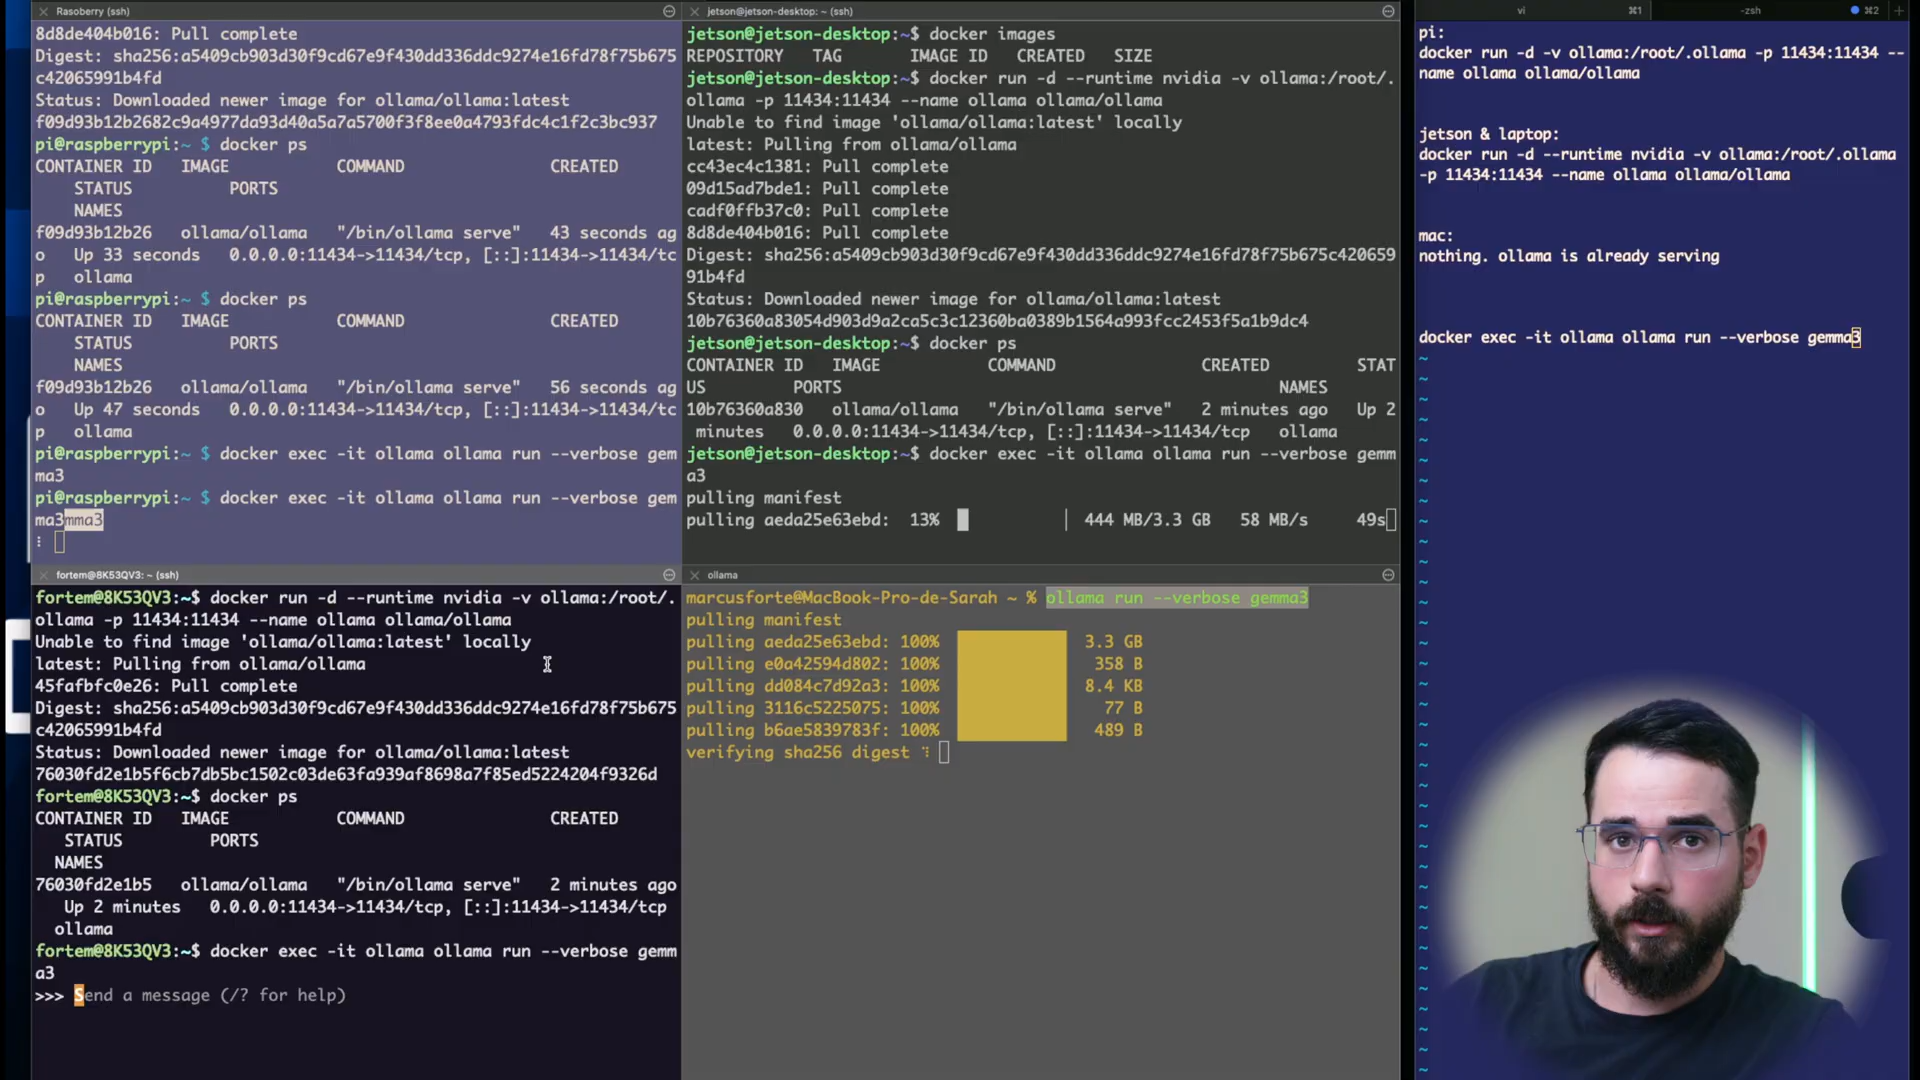 Rasoberry (ssh)
8d8de404b016: Pull complete
Digest: sha256:a5409cb903d30f9cd67e9f430dd336ddc9274e16fd78f75b675
c42065991b4fd
Status: Downloaded newer image for ollama/ollama:latest
f09d93b12b2682c9a4977da93d40a5a7a5700f3f8ee0a4793fdc4c1f2c3bc937
pi@raspberrypi:~ $ docker ps
CONTAINER ID   IMAGE           COMMAND               CREATED
    STATUS          PORTS
    NAMES
f09d93b12b26   ollama/ollama   "/bin/ollama serve"   43 seconds ag
o   Up 33 seconds   0.0.0.0:11434->11434/tcp, [::]:11434->11434/tc
p   ollama
pi@raspberrypi:~ $ docker ps
CONTAINER ID   IMAGE           COMMAND               CREATED
    STATUS          PORTS
    NAMES
f09d93b12b26   ollama/ollama   "/bin/ollama serve"   56 seconds ag
o   Up 47 seconds   0.0.0.0:11434->11434/tcp, [::]:11434->11434/tc
p   ollama
pi@raspberrypi:~ $ docker exec -it ollama ollama run --verbose gem
ma3
pi@raspberrypi:~ $ docker exec -it ollama ollama run --verbose gem
ma3mma3
jetson@jetson-desktop: ~ (ssh)
jetson@jetson-desktop:~$ docker images
REPOSITORY   TAG       IMAGE ID   CREATED   SIZE
jetson@jetson-desktop:~$ docker run -d --runtime nvidia -v ollama:/root/.
ollama -p 11434:11434 --name ollama ollama/ollama
Unable to find image 'ollama/ollama:latest' locally
latest: Pulling from ollama/ollama
cc43ec4c1381: Pull complete
09d15ad7bde1: Pull complete
cadf0ffb37c0: Pull complete
8d8de404b016: Pull complete
Digest: sha256:a5409cb903d30f9cd67e9f430dd336ddc9274e16fd78f75b675c420659
91b4fd
Status: Downloaded newer image for ollama/ollama:latest
10b76360a83054d903d9a2ca5c3c12360ba0389b1564a993fcc2453f5a1b9dc4
jetson@jetson-desktop:~$ docker ps
CONTAINER ID   IMAGE           COMMAND               CREATED         STAT
US         PORTS                                           NAMES
10b76360a830   ollama/ollama   "/bin/ollama serve"   2 minutes ago   Up 2
 minutes   0.0.0.0:11434->11434/tcp, [::]:11434->11434/tcp   ollama
jetson@jetson-desktop:~$ docker exec -it ollama ollama run --verbose gemm
a3
pulling manifest
pulling aeda25e63ebd:  13% 444 MB/3.3 GB   58 MB/s     49s
fortem@8K53QV3: ~ (ssh)
fortem@8K53QV3:~$ docker run -d --runtime nvidia -v ollama:/root/.
ollama -p 11434:11434 --name ollama ollama/ollama
Unable to find image 'ollama/ollama:latest' locally
latest: Pulling from ollama/ollama
45fafbfc0e26: Pull complete
Digest: sha256:a5409cb903d30f9cd67e9f430dd336ddc9274e16fd78f75b675
c42065991b4fd
Status: Downloaded newer image for ollama/ollama:latest
76030fd2e1b5f6cb7db5bc1502c03de63fa939af8698a7f85ed5224204f9326d
fortem@8K53QV3:~$ docker ps
CONTAINER ID   IMAGE           COMMAND               CREATED
   STATUS         PORTS
  NAMES
76030fd2e1b5   ollama/ollama   "/bin/ollama serve"   2 minutes ago
   Up 2 minutes   0.0.0.0:11434->11434/tcp, [::]:11434->11434/tcp
  ollama
fortem@8K53QV3:~$ docker exec -it ollama ollama run --verbose gemm
a3
>>> Send a message (/? for help)
ollama
marcusforte@MacBook-Pro-de-Sarah ~ % ollama run --verbose gemma3
pulling manifest
pulling aeda25e63ebd: 100% 3.3 GB
pulling e0a42594d802: 100% 358 B
pulling dd084c7d92a3: 100% 8.4 KB
pulling 3116c5225075: 100% 77 B
pulling b6ae5839783f: 100% 489 B
verifying sha256 digest
vi ⌘1 -zsh ⌘2
pi:
docker run -d -v ollama:/root/.ollama -p 11434:11434 --
name ollama ollama/ollama
jetson & laptop:
docker run -d --runtime nvidia -v ollama:/root/.ollama
-p 11434:11434 --name ollama ollama/ollama
mac:
nothing. ollama is already serving
docker exec -it ollama ollama run --verbose gemma3